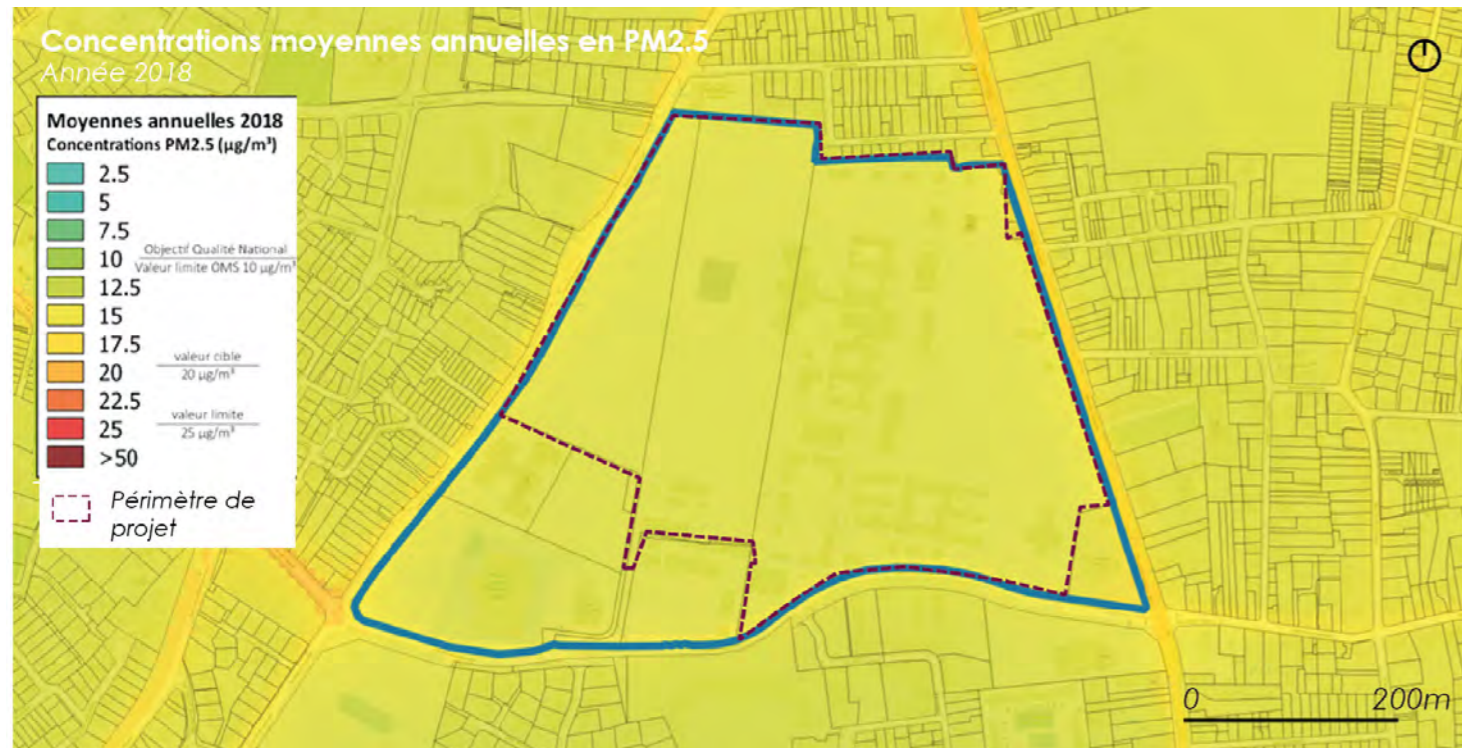 Concentrations moyennes annuelles en PM2.5
Année 2018
Moyennes annuelles 2018
Concentrations PM2.5 (µg/m³)
2.5
5
7.5
10
Objectif Qualité National
Valeur limite OMS 10 µg/m³
12.5
15
17.5
valeur cible
20
20 µg/m³
22.5
valeur limite
25
25 µg/m³
>50
Périmètre de
projet
0 200m